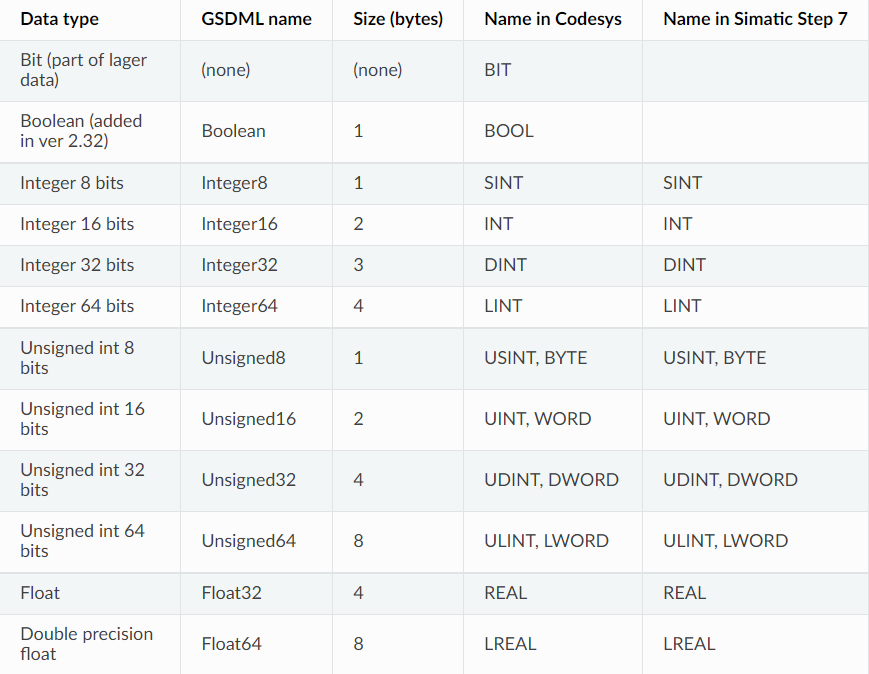 Data type GSDML name Size (bytes) Name in Codesys Name in Simatic Step 7
Bit (part of lager
data) (none) (none) BIT
Boolean (added
in ver 2.32) Boolean 1 BOOL
Integer 8 bits Integer8 1 SINT SINT
Integer 16 bits Integer16 2 INT INT
Integer 32 bits Integer32 3 DINT DINT
Integer 64 bits Integer64 4 LINT LINT
Unsigned int 8
bits Unsigned8 1 USINT, BYTE USINT, BYTE
Unsigned int 16
bits Unsigned16 2 UINT, WORD UINT, WORD
Unsigned int 32
bits Unsigned32 4 UDINT, DWORD UDINT, DWORD
Unsigned int 64
bits Unsigned64 8 ULINT, LWORD ULINT, LWORD
Float Float32 4 REAL REAL
Double precision
float Float64 8 LREAL LREAL